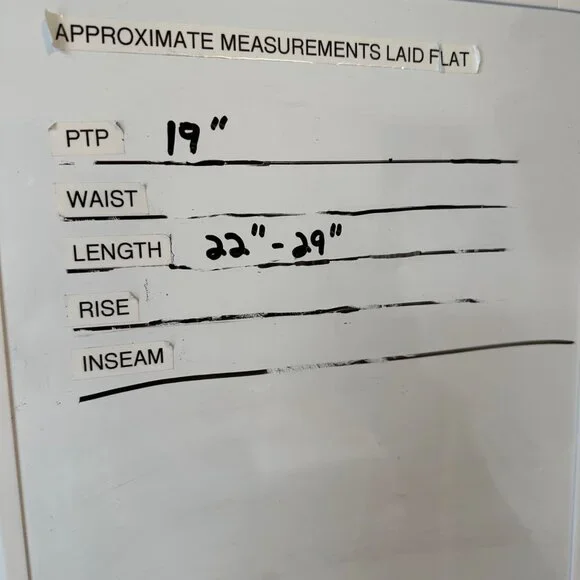 APPROXIMATE MEASUREMENTS LAID FLAT
PTP 19"
WAIST
LENGTH 22" - 29"
RISE
INSEAM